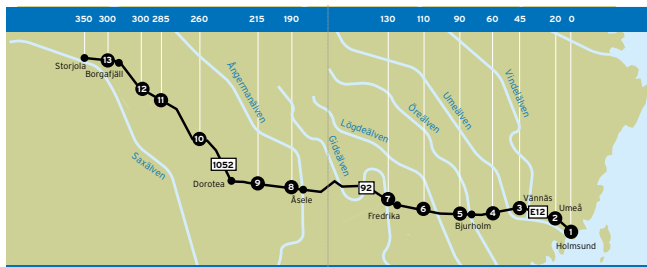 350 300 300 285 260 215 190 130 110 90 60 45 20 0
Storjola
13
Borgafjäll
12
11
10
1052
Dorotea
9
8
Åsele
92
7
Fredrika
6
5
Bjurholm
4
3
Vännäs
E12
2
Umeå
1
Holmsund
Saxälven
Ångermanälven
Gideälven
Lögdeälven
Öreälven
Umeälven
Vindelälven